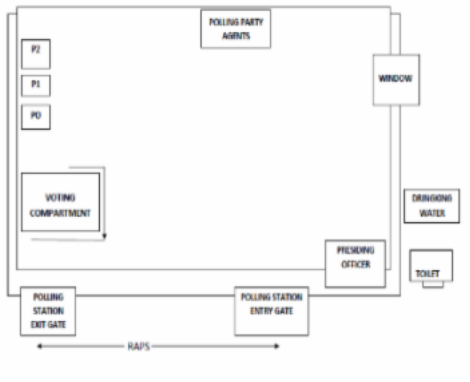 POLLING PARTY
AGENTS
P2
P1
PO
WINDOW
VOTING
COMPARTMENT
DRINGKING
WATER
PRESIDING
OFFICER
TOILET
POLLING
STATION
EXIT GATE
POLLING STATION
ENTRY GATE
RAPS